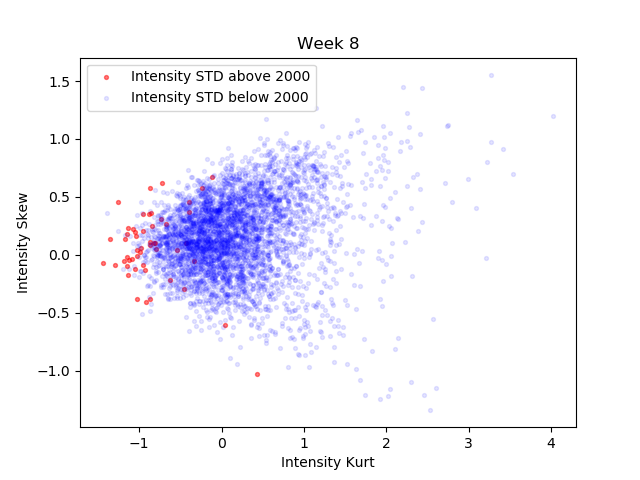 Week 8
Intensity STD above 2000
Intensity STD below 2000
1.5
1.0
0.5
0.0
−0.5
−1.0
Intensity Skew
−1
0
1
2
3
4
Intensity Kurt